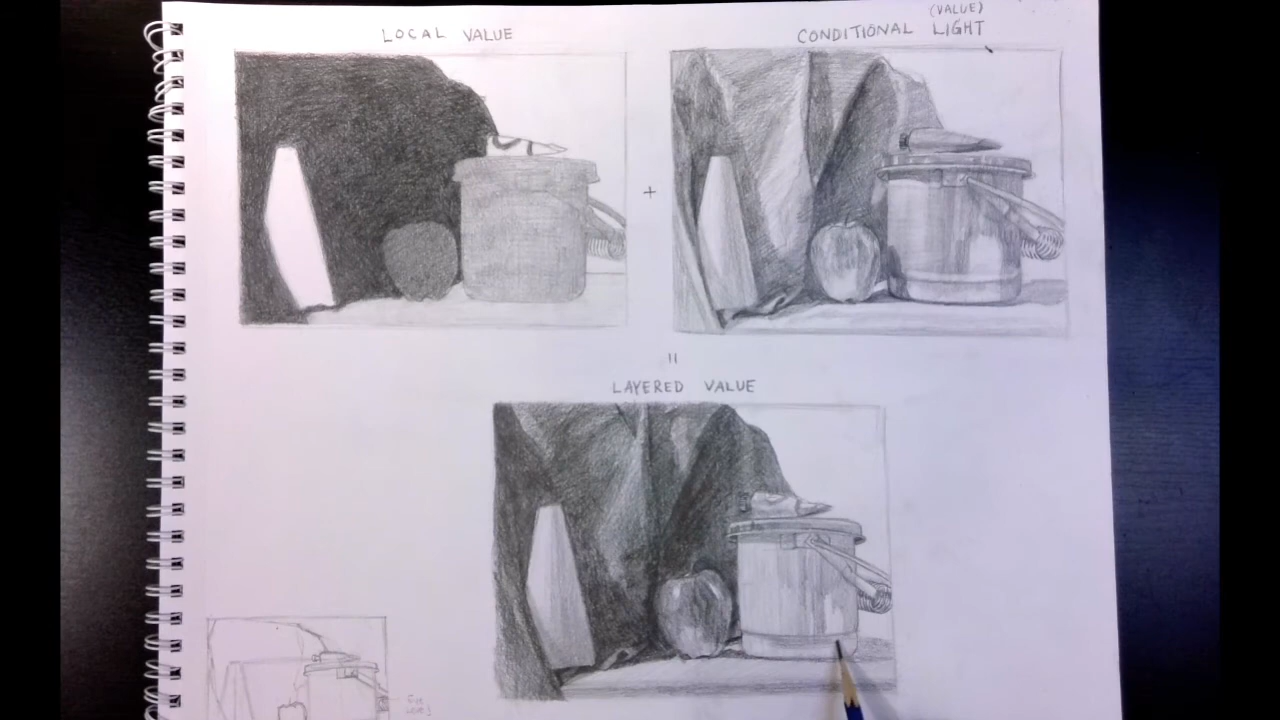 LOCAL VALUE
+
(VALUE)
CONDITIONAL LIGHT
=
LAYERED VALUE